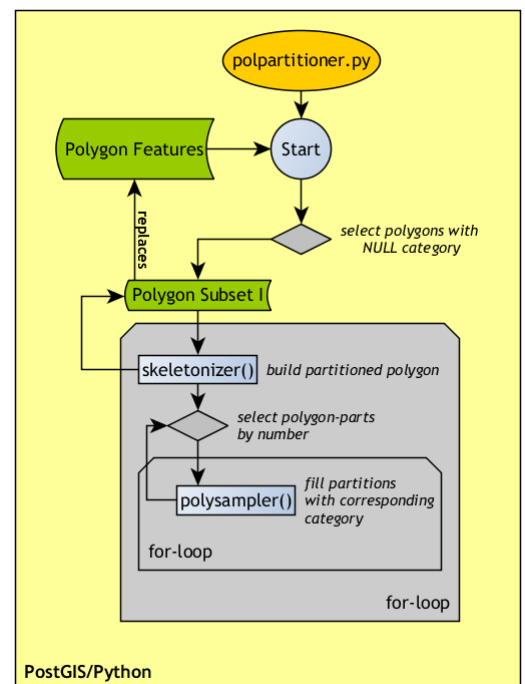 polpartitioner.py
Polygon Features
Start
select polygons with
NULL category
replaces
Polygon Subset I
skeletonizer()
build partitioned polygon
select polygon-parts
by number
polysampler()
fill partitions
with corresponding
category
for-loop
for-loop
PostGIS/Python